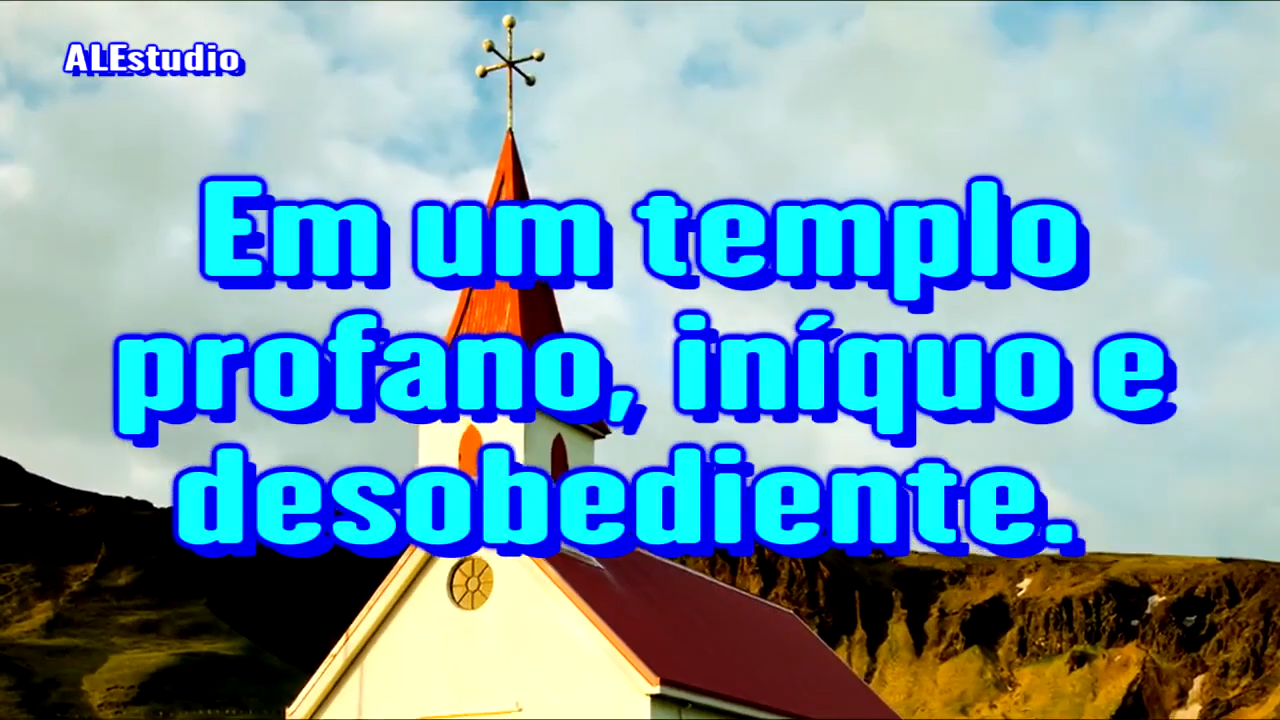 ALEstudio
Em um templo
profano, iníquo e
desobediente.